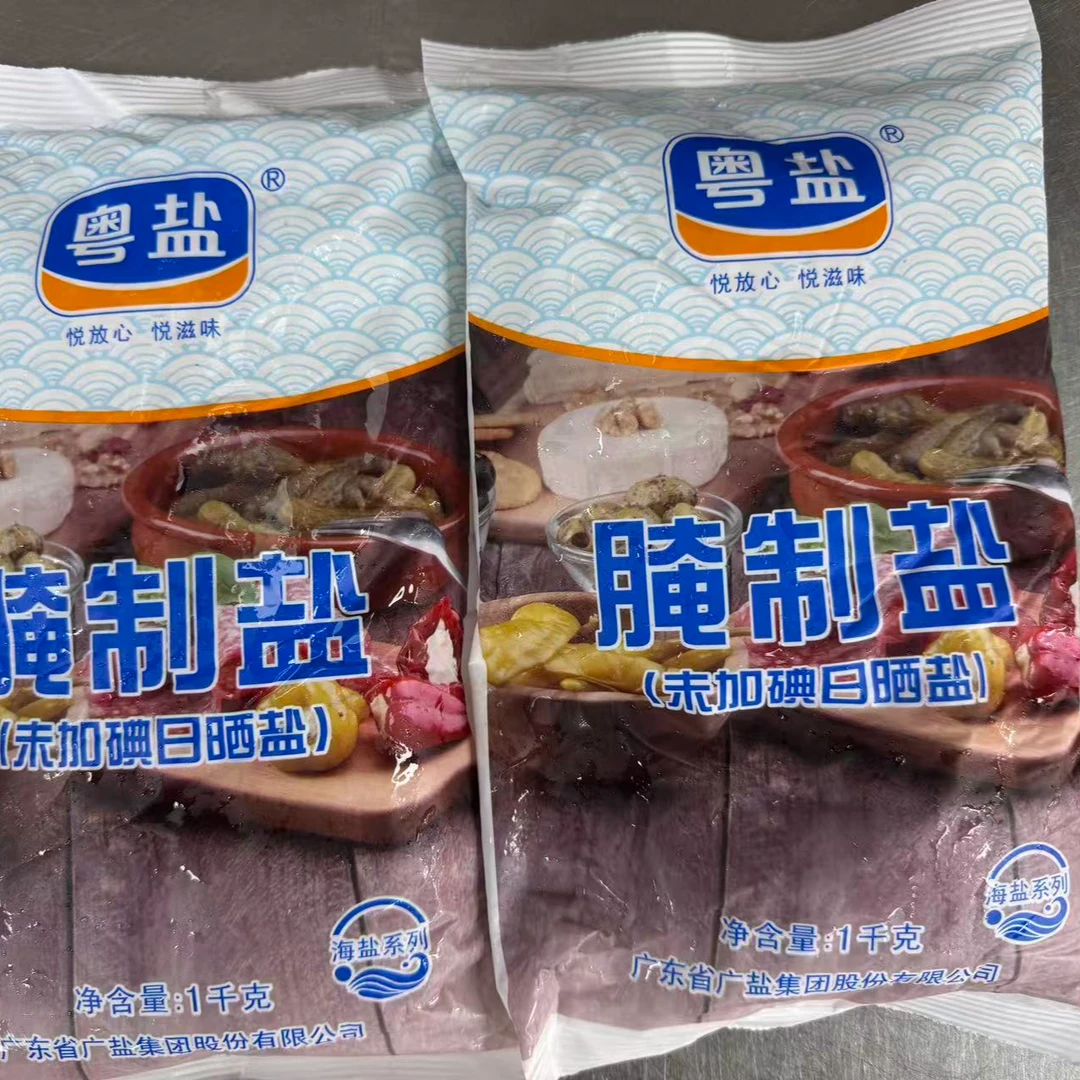 粤盐®
悦放心 悦滋味
腌制盐
(未加碘日晒盐)
海盐系列
净含量:1千克
广东省广盐集团股份有限公司
粤盐®
悦放心 悦滋味
腌制盐
(未加碘日晒盐)
海盐系列
净含量:1千克
广东省广盐集团股份有限公司